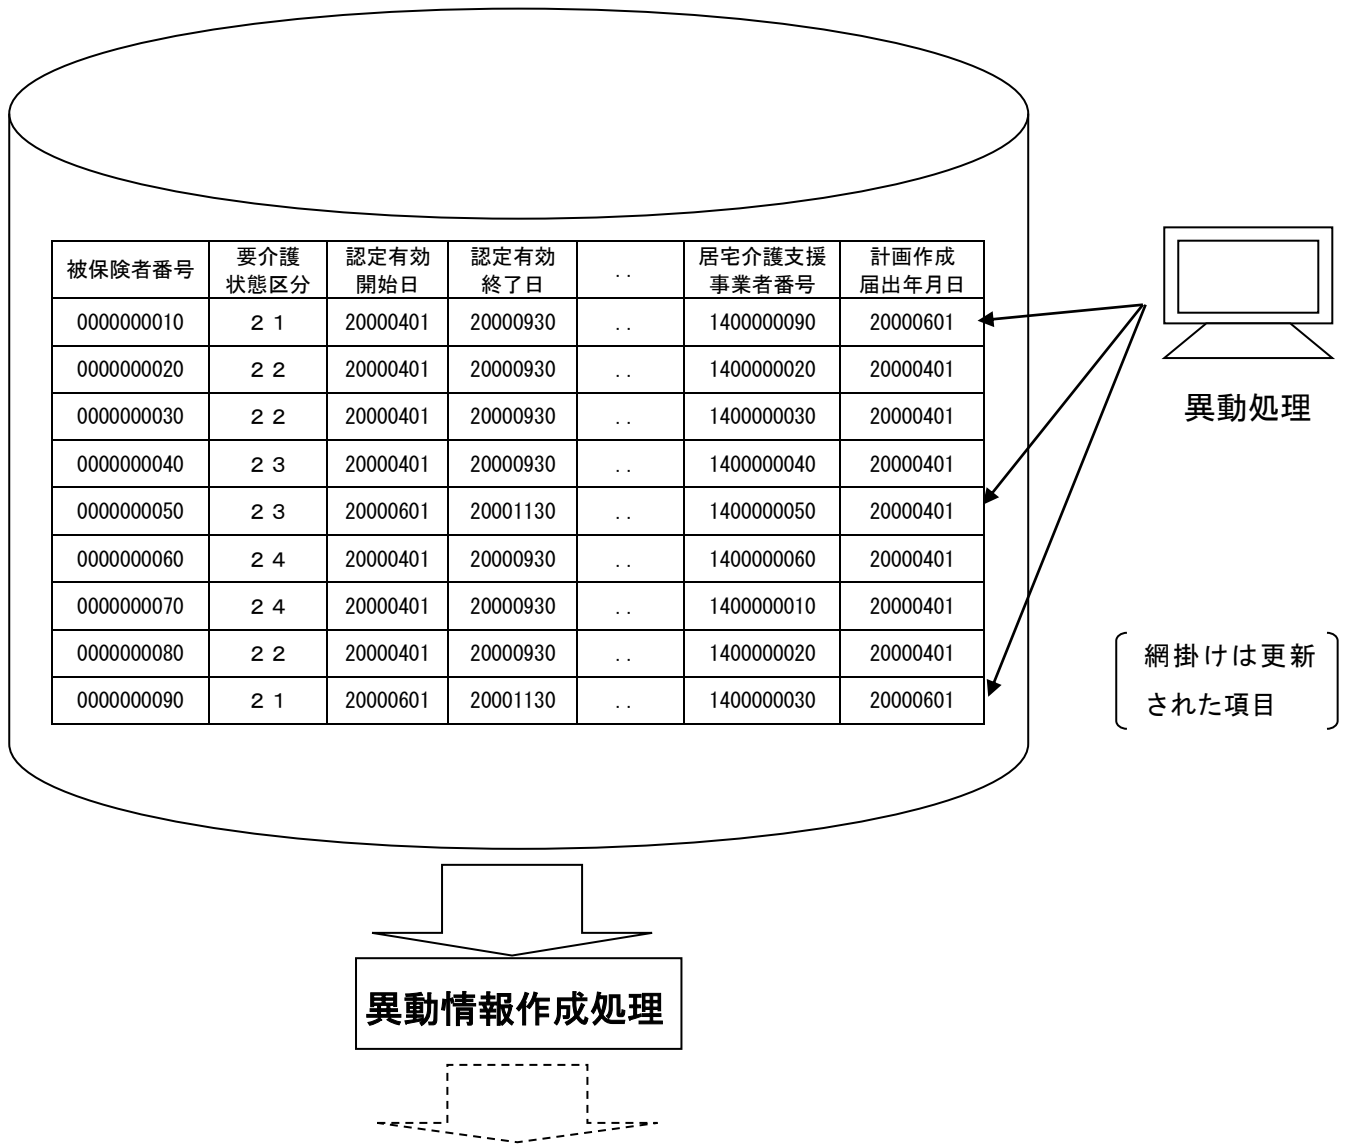 被保険者番号 要介護状態区分 認定有効開始日 認定有効終了日 .. 居宅介護支援事業者番号 計画作成届出年月日
0000000010 ２１ 20000401 20000930 .. 1400000090 20000601
0000000020 ２２ 20000401 20000930 .. 1400000020 20000401
0000000030 ２２ 20000401 20000930 .. 1400000030 20000401
0000000040 ２３ 20000401 20000930 .. 1400000040 20000401
0000000050 ２３ 20000601 20001130 .. 1400000050 20000401
0000000060 ２４ 20000401 20000930 .. 1400000060 20000401
0000000070 ２４ 20000401 20000930 .. 1400000010 20000401
0000000080 ２２ 20000401 20000930 .. 1400000020 20000401
0000000090 ２１ 20000601 20001130 .. 1400000030 20000601
異動処理
網掛けは更新
された項目
異動情報作成処理